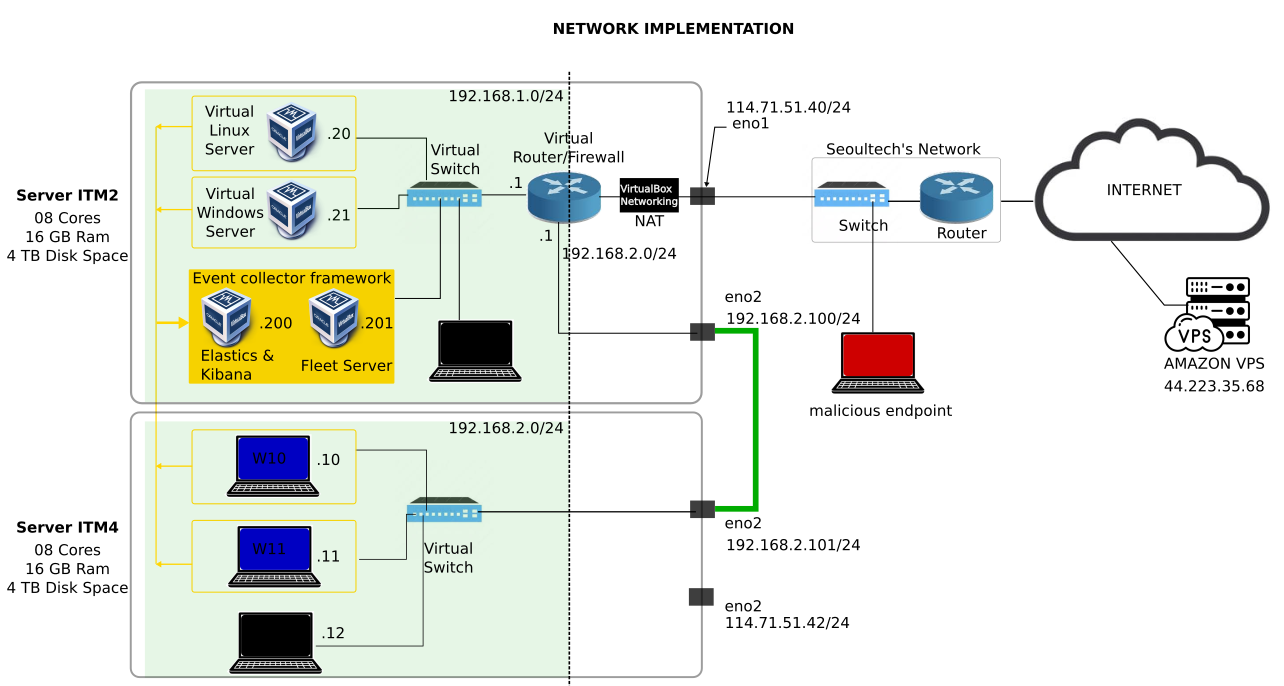 NETWORK IMPLEMENTATION
192.168.1.0/24
Virtual
Linux
Server
.20
Virtual
Switch
Virtual
Router/Firewall
114.71.51.40/24
eno1
Seoultech's Network
Switch
Router
INTERNET
Server ITM2
08 Cores
16 GB Ram
4 TB Disk Space
Virtual
Windows
Server
.21
.1
.1
VirtualBox
Networking
NAT
192.168.2.0/24
Event collector framework
.200
.201
Elastics &
Kibana
Fleet Server
eno2
192.168.2.100/24
malicious endpoint
VPS
AMAZON VPS
44.223.35.68
192.168.2.0/24
W10
.10
Server ITM4
08 Cores
16 GB Ram
4 TB Disk Space
W11
.11
Virtual
Switch
.12
eno2
192.168.2.101/24
eno2
114.71.51.42/24